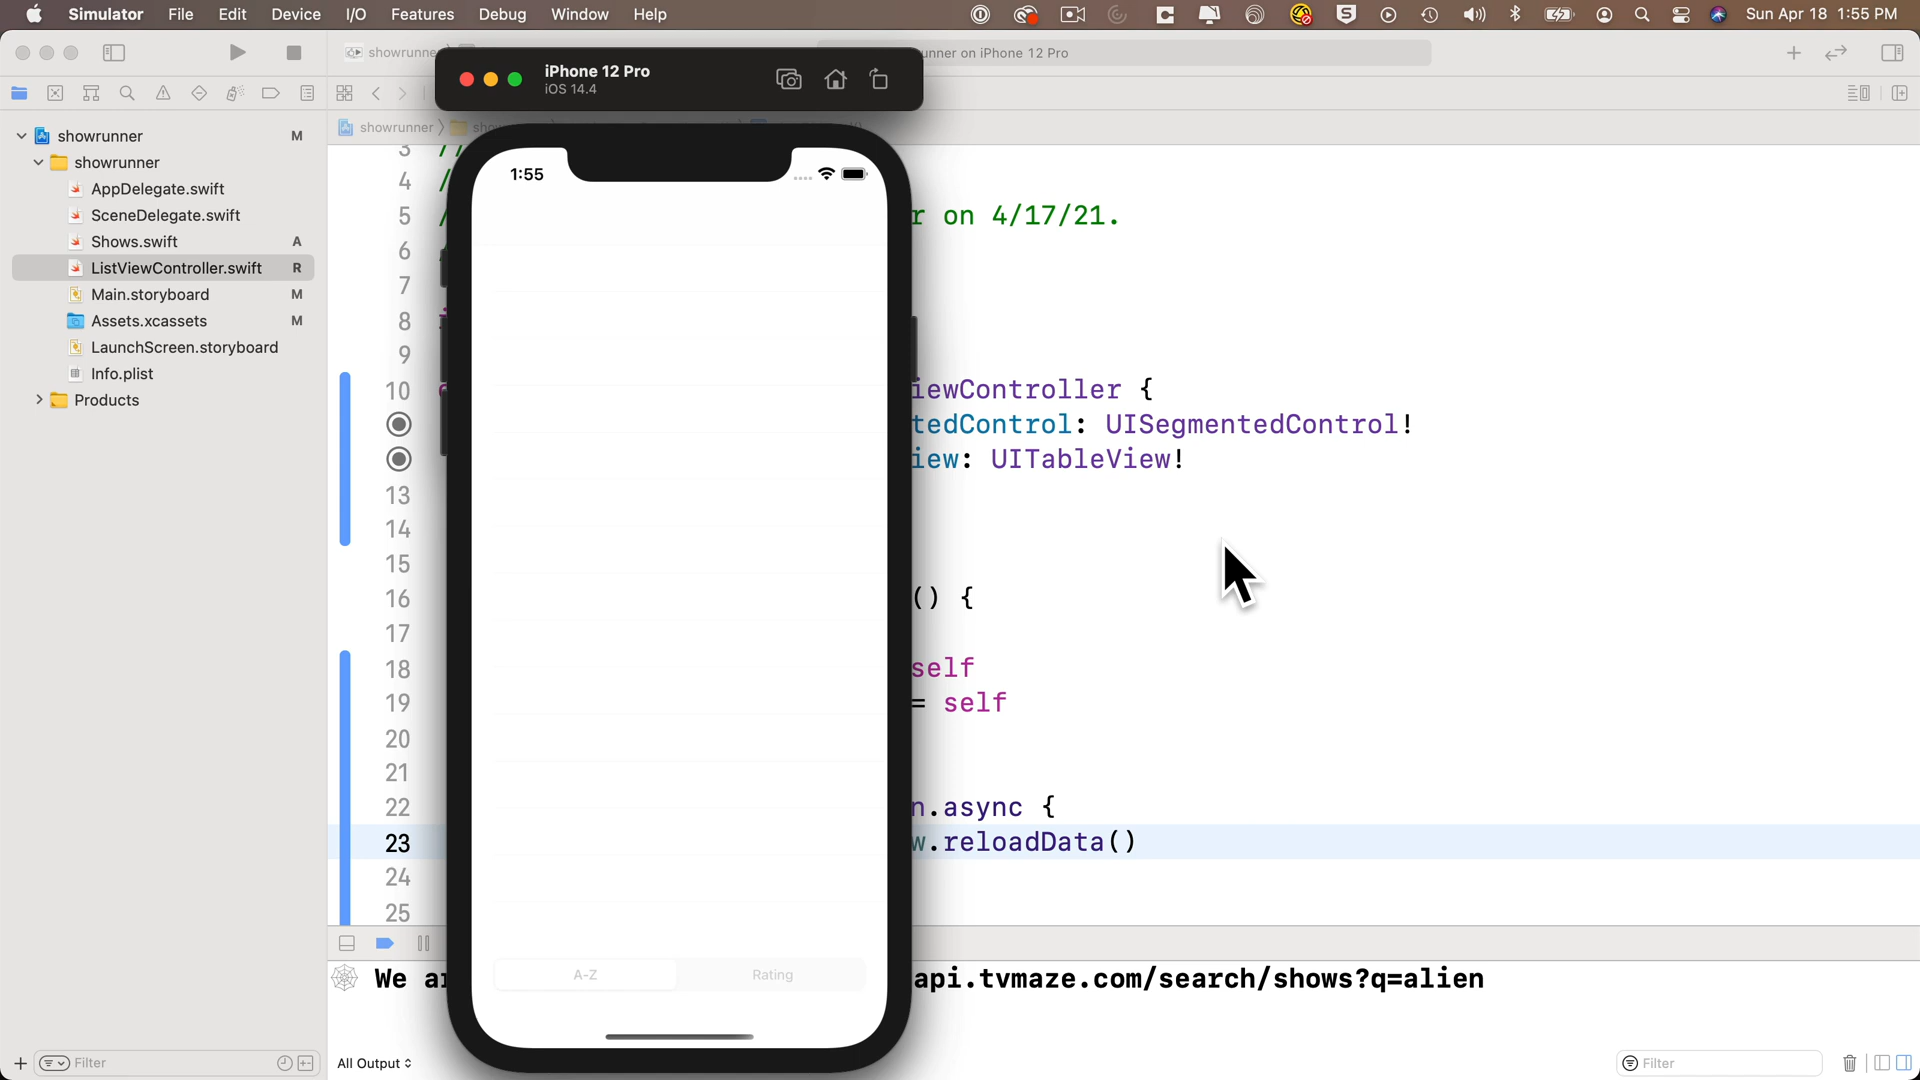 Simulator File Edit Device I/O Features Debug Window Help Sun Apr 18 1:55 PM
showrunne
unner on iPhone 12 Pro
iPhone 12 Pro
iOS 14.4
showrunner M
showrunner
AppDelegate.swift
SceneDelegate.swift
Shows.swift A
ListViewController.swift R
Main.storyboard M
Assets.xcassets M
LaunchScreen.storyboard
Info.plist
Products
Filter
showrunner
1:55
A-Z Rating
3 //
4 /
5 / r on 4/17/21.
6
7
8
9
10 iewController {
tedControl: UISegmentedControl!
iew: UITableView!
13
14
15
16 () {
17
18 self
19 = self
20
21
22 n.async {
23 w.reloadData()
24
25
We a api.tvmaze.com/search/shows?q=alien
All Output
Filter